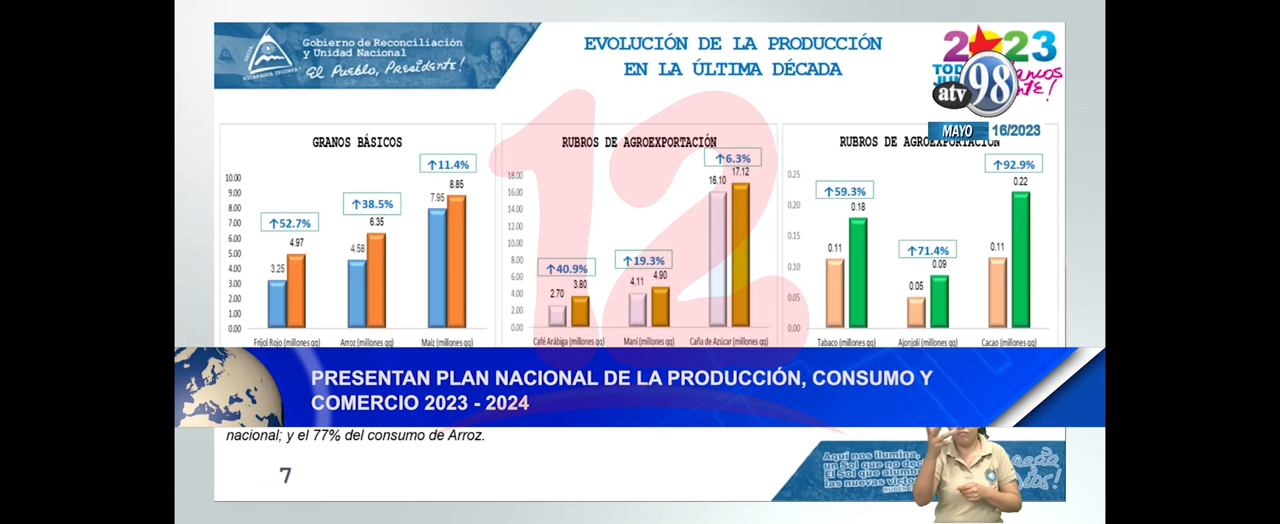 Gobierno de Reconciliación
y Unidad Nacional
El Pueblo, Presidente!
EVOLUCIÓN DE LA PRODUCCIÓN
EN LA ÚLTIMA DÉCADA
2023
atv 98
MAYO 16/2023
12
GRANOS BÁSICOS
10.00
9.00
8.00
7.00
6.00
5.00
4.00
3.00
2.00
1.00
0.00
↑52.7%
3.25 4.97
↑38.5%
4.58 6.35
↑11.4%
7.95 8.85
Frijol Rojo (millones qq) Arroz (millones qq) Maíz (millones qq)
RUBROS DE AGROEXPORTACIÓN
18.00
16.00
14.00
12.00
10.00
8.00
6.00
4.00
2.00
0.00
↑40.9%
2.70 3.80
↑19.3%
4.11 4.90
↑6.3%
16.10 17.12
Café Arábiga (millones qq) Maní (millones qq) Caña de Azúcar (millones qq)
RUBROS DE AGROEXPORTACIÓN
0.25
0.20
0.15
0.10
0.05
0.00
↑59.3%
0.11 0.18
↑71.4%
0.05 0.09
↑92.9%
0.11 0.22
Tabaco (millones qq) Ajonjolí (millones qq) Cacao (millones qq)
PRESENTAN PLAN NACIONAL DE LA PRODUCCIÓN, CONSUMO Y
COMERCIO 2023 - 2024
nacional; y el 77% del consumo de Arroz.
7
Aquí nos ilumina,
un Sol que no
El Sol que
las nuevas